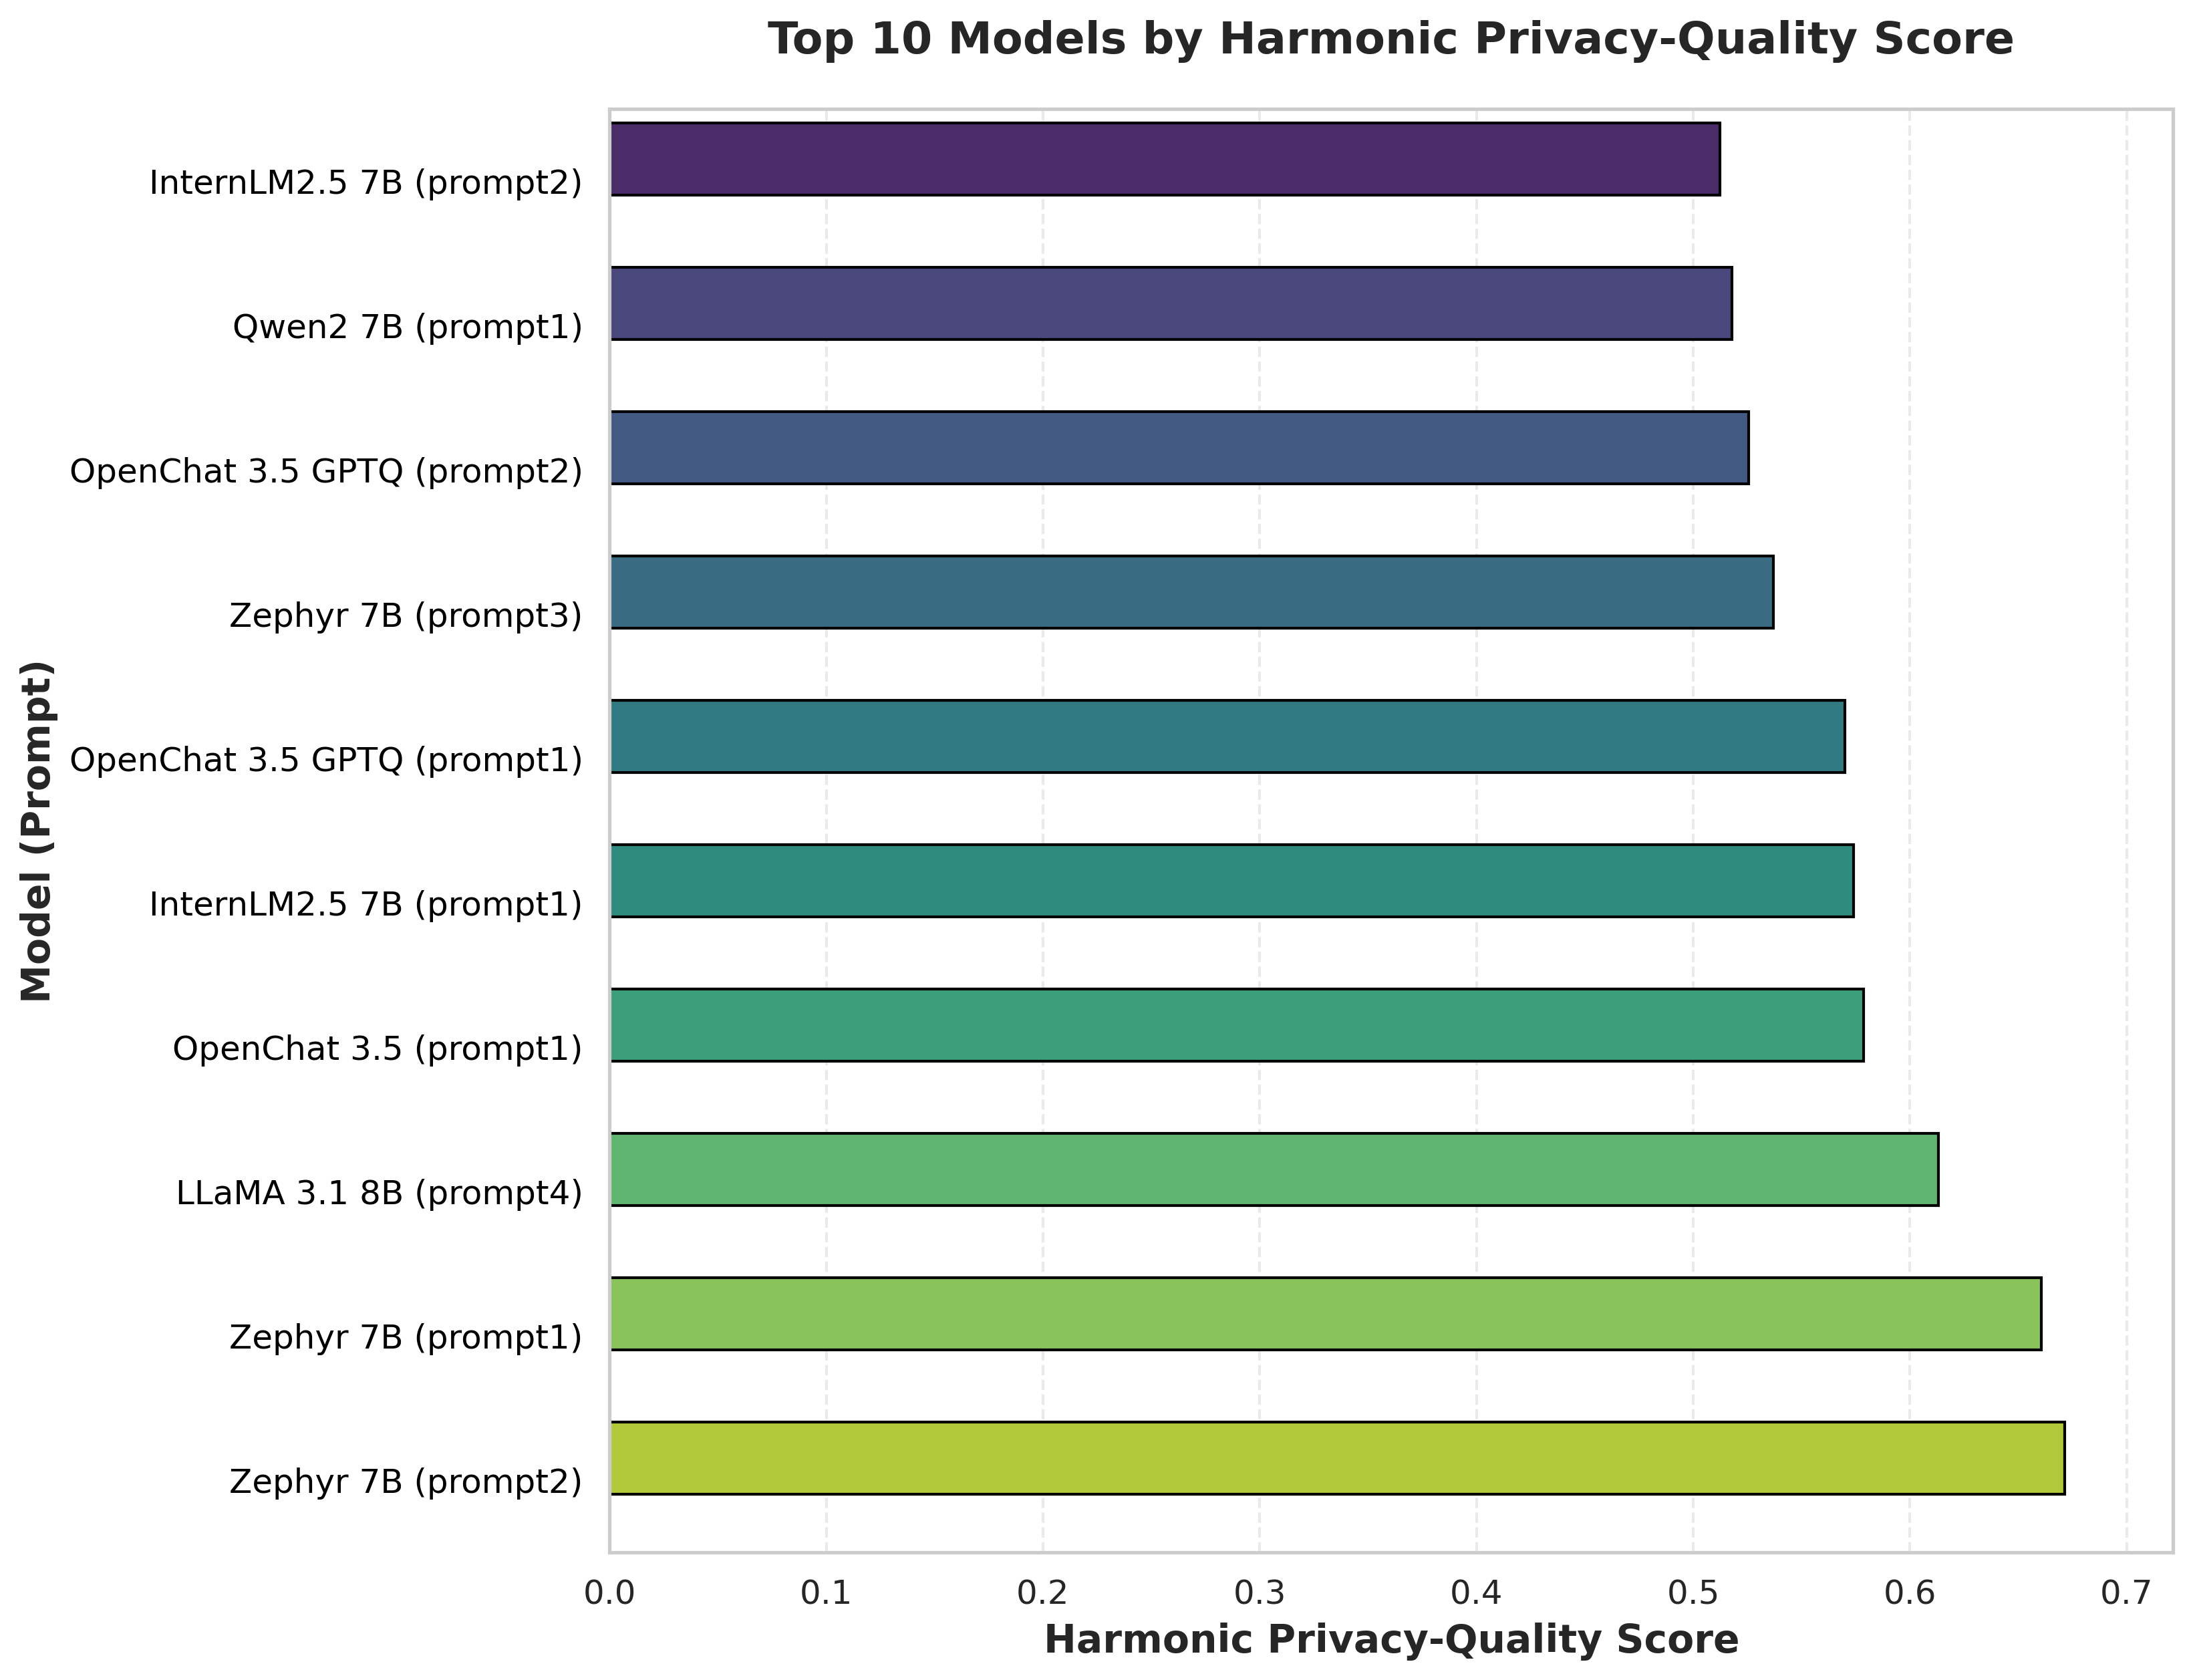 Top 10 Models by Harmonic Privacy-Quality Score
Model (Prompt)
InternLM2.5 7B (prompt2)
Qwen2 7B (prompt1)
OpenChat 3.5 GPTQ (prompt2)
Zephyr 7B (prompt3)
OpenChat 3.5 GPTQ (prompt1)
InternLM2.5 7B (prompt1)
OpenChat 3.5 (prompt1)
LLaMA 3.1 8B (prompt4)
Zephyr 7B (prompt1)
Zephyr 7B (prompt2)
0.0 0.1 0.2 0.3 0.4 0.5 0.6 0.7
Harmonic Privacy-Quality Score